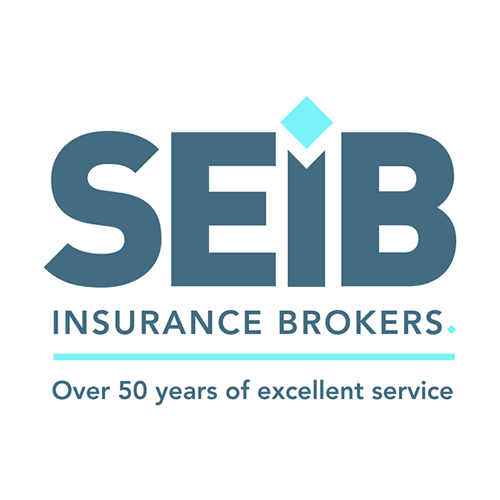 SEiB
INSURANCE BROKERS.
Over 50 years of excellent service